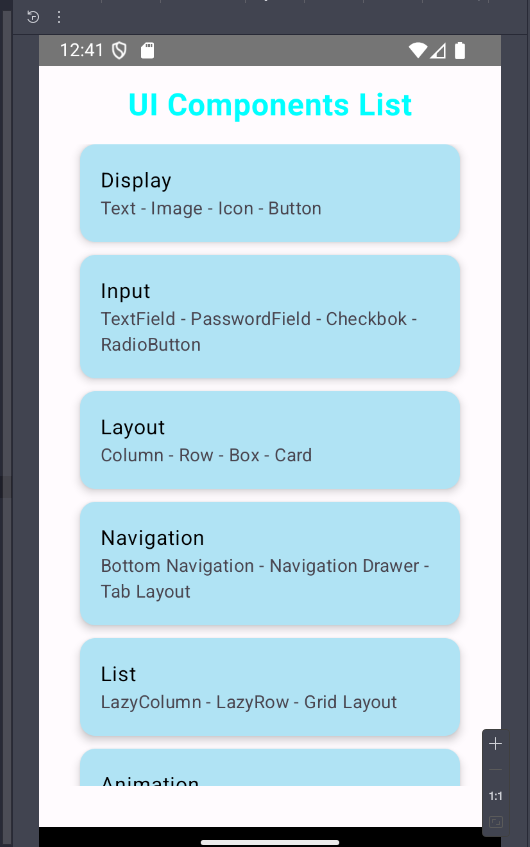 12:41
UI Components List
Display
Text - Image - Icon - Button
Input
TextField - PasswordField - Checkbok -
RadioButton
Layout
Column - Row - Box - Card
Navigation
Bottom Navigation - Navigation Drawer -
Tab Layout
List
LazyColumn - LazyRow - Grid Layout
Animation
1:1